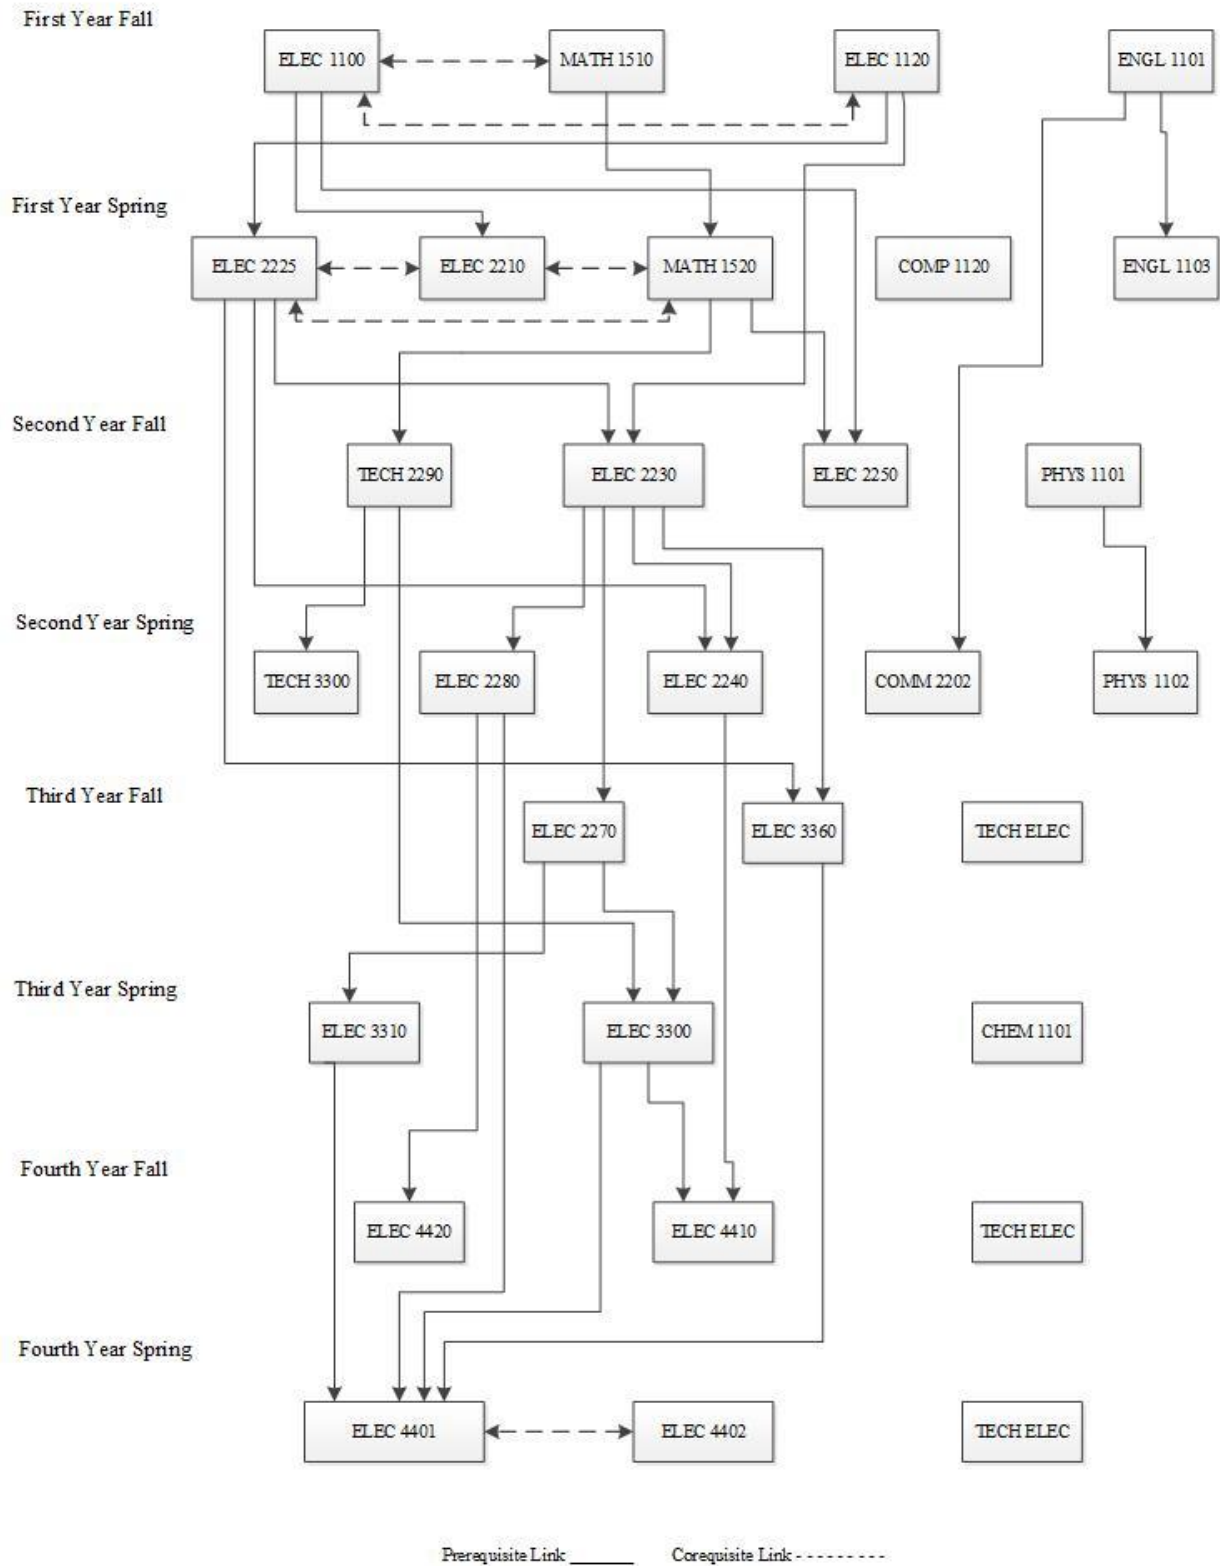 First Year Fall
ELEC 1100 MATH 1510 ELEC 1120 ENGL 1101
First Year Spring
ELEC 2225 ELEC 2210 MATH 1520 COMP 1120 ENGL 1103
Second Year Fall
TECH 2290 ELEC 2230 ELEC 2250 PHYS 1101
Second Year Spring
TECH 3300 ELEC 2280 ELEC 2240 COMM 2202 PHYS 1102
Third Year Fall
ELEC 2270 ELEC 3360 TECH ELEC
Third Year Spring
ELEC 3310 ELEC 3300 CHEM 1101
Fourth Year Fall
ELEC 4420 ELEC 4410 TECH ELEC
Fourth Year Spring
ELEC 4401 ELEC 4402 TECH ELEC
Prerequisite Link Corequisite Link